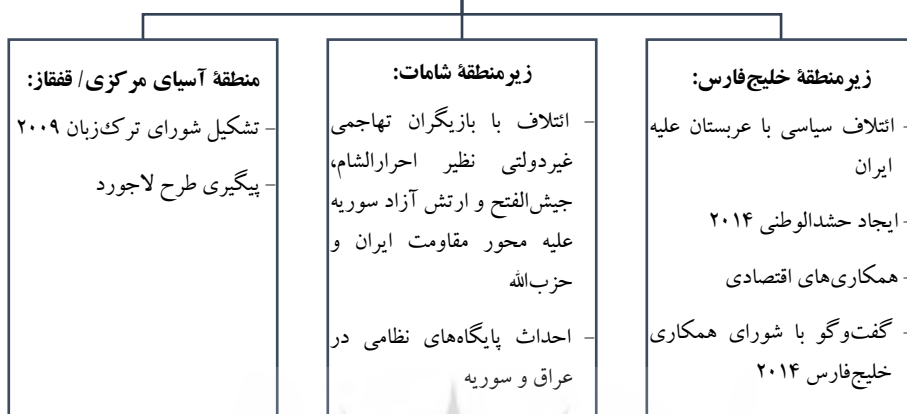 زیرمنطقهٔ خلیج‌فارس:
- ائتلاف سیاسی با عربستان علیه
ایران
- ایجاد حشدالوطنی ۲۰۱۴
- همکاری‌های اقتصادی
- گفت‌وگو با شورای همکاری
خلیج‌فارس ۲۰۱۴
زیرمنطقهٔ شامات:
- ائتلاف با بازیگران تهاجمی
غیردولتی نظیر احرارالشام،
جیش‌الفتح و ارتش آزاد سوریه
علیه محور مقاومت ایران و
حزب‌الله
- احداث پایگاه‌های نظامی در
عراق و سوریه
منطقهٔ آسیای مرکزی/ قفقاز:
- تشکیل شورای ترک‌زبان ۲۰۰۹
- پیگیری طرح لاجورد